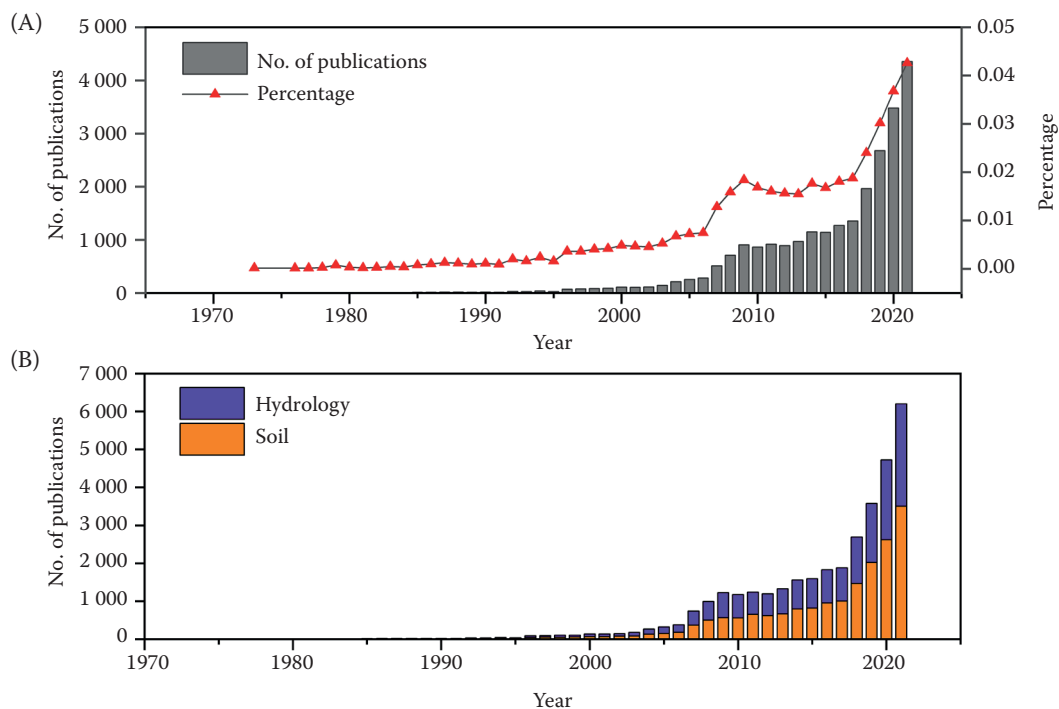 (A)
5 000
4 000
3 000
2 000
1 000
0
No. of publications
No. of publications
Percentage
0.05
0.04
0.03
0.02
0.01
0.00
Percentage
1970 1980 1990 2000 2010 2020
Year
(B)
7 000
6 000
5 000
4 000
3 000
2 000
1 000
0
No. of publications
Hydrology
Soil
1970 1980 1990 2000 2010 2020
Year